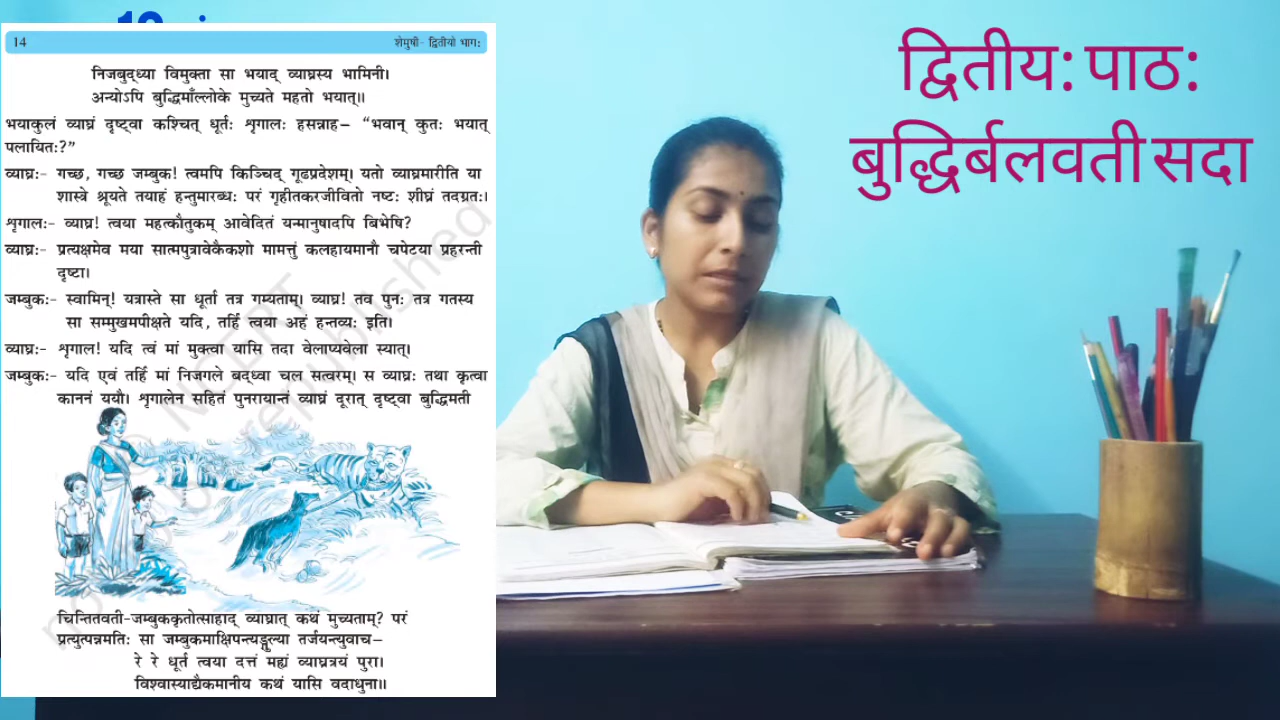 14
शेमुषी- द्वितीयो भागः
निजबुद्ध्या विमुक्ता सा भयाद् व्याघ्रस्य भामिनी।
अन्योऽपि बुद्धिमाँल्लोके मुच्यते महतो भयात्॥
भयाकुलं व्याघ्रं दृष्ट्वा कश्चित् धूर्तः शृगालः हसन्नाह– “भवान् कुतः भयात्
पलायितः?”
व्याघ्रः- गच्छ, गच्छ जम्बुक! त्वमपि किञ्चिद् गूढप्रदेशम्। यतो व्याघ्रमारीति या
शास्त्रे श्रूयते तयाहं हन्तुमारब्धः परं गृहीतकरजीवितो नष्टः शीघ्रं तदग्रतः।
शृगालः- व्याघ्र! त्वया महत्कौतुकम् आवेदितं यन्मानुषादपि बिभेषि?
व्याघ्रः- प्रत्यक्षमेव मया सात्मपुत्रावेकैकशो मामत्तुं कलहायमानौ चपेटया प्रहरन्ती
दृष्टा।
जम्बुकः- स्वामिन्! यत्रास्ते सा धूर्ता तत्र गम्यताम्। व्याघ्र! तव पुनः तत्र गतस्य
सा सम्मुखमपीक्षते यदि, तर्हि त्वया अहं हन्तव्यः इति।
व्याघ्रः- शृगाल! यदि त्वं मां मुक्त्वा यासि तदा वेलाप्यवेला स्यात्।
जम्बुकः- यदि एवं तर्हि मां निजगले बद्ध्वा चल सत्वरम्। स व्याघ्रः तथा कृत्वा
काननं ययौ। शृगालेन सहितं पुनरायान्तं व्याघ्रं दूरात् दृष्ट्वा बुद्धिमती
चिन्तितवती-जम्बुककृतोत्साहाद् व्याघ्रात् कथं मुच्यताम्? परं
प्रत्युत्पन्नमतिः सा जम्बुकमाक्षिपन्त्यङ्गुल्या तर्जयन्त्युवाच–
रे रे धूर्त त्वया दत्तं मह्यं व्याघ्रत्रयं पुरा।
विश्वास्याद्यैकमानीय कथं यासि वदाधुना॥
द्वितीय: पाठ:
बुद्धिर्बलवती सदा